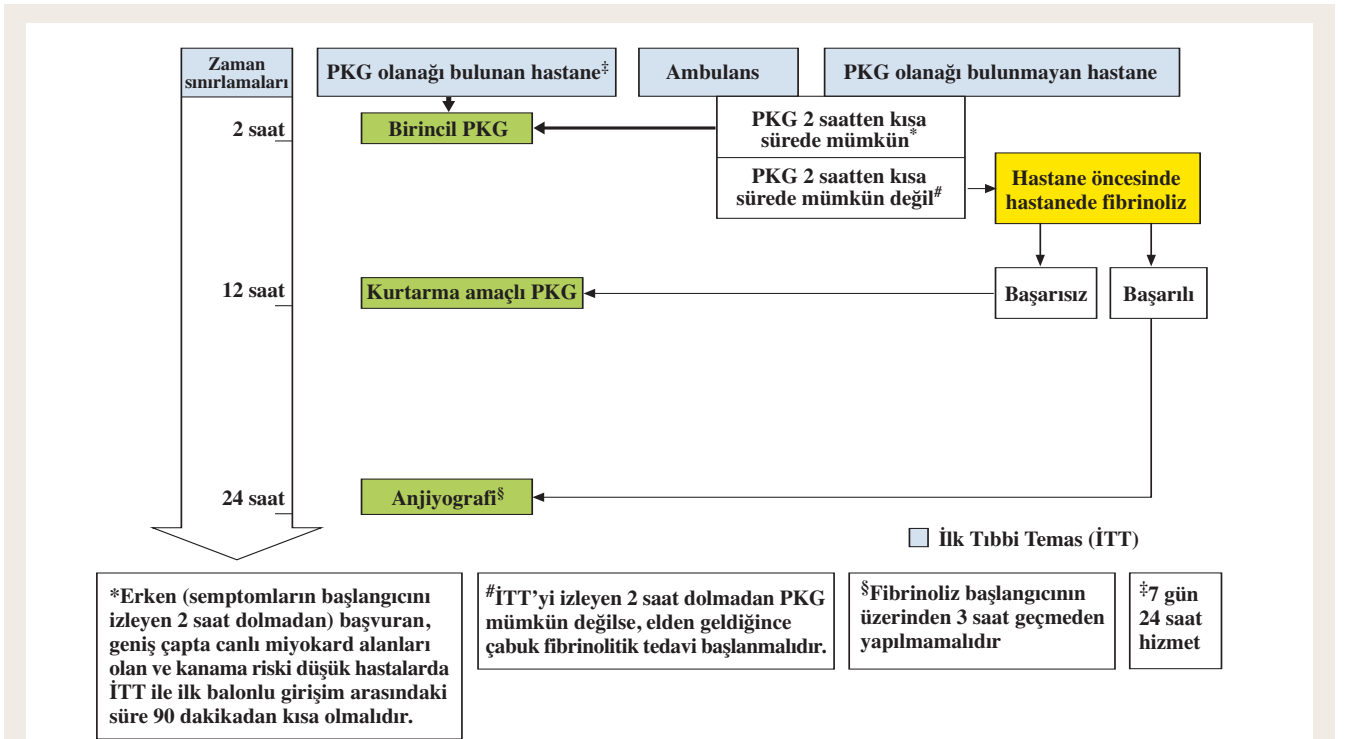 Zaman
sınırlamaları
PKG olanağı bulunan hastane‡
Ambulans
PKG olanağı bulunmayan hastane
2 saat
Birincil PKG
PKG 2 saatten kısa
sürede mümkün*
PKG 2 saatten kısa
sürede mümkün değil#
Hastane öncesinde
hastanede fibrinoliz
12 saat
Kurtarma amaçlı PKG
Başarısız
Başarılı
24 saat
Anjiyografi§
İlk Tıbbi Temas (İTT)
*Erken (semptomların başlangıcını
izleyen 2 saat dolmadan) başvuran,
geniş çapta canlı miyokard alanları
olan ve kanama riski düşük hastalarda
İTT ile ilk balonlu girişim arasındaki
süre 90 dakikadan kısa olmalıdır.
#İTT’yi izleyen 2 saat dolmadan PKG
mümkün değilse, elden geldiğince
çabuk fibrinolitik tedavi başlanmalıdır.
§Fibrinoliz başlangıcının
üzerinden 3 saat geçmeden
yapılmamalıdır
‡7 gün
24 saat
hizmet